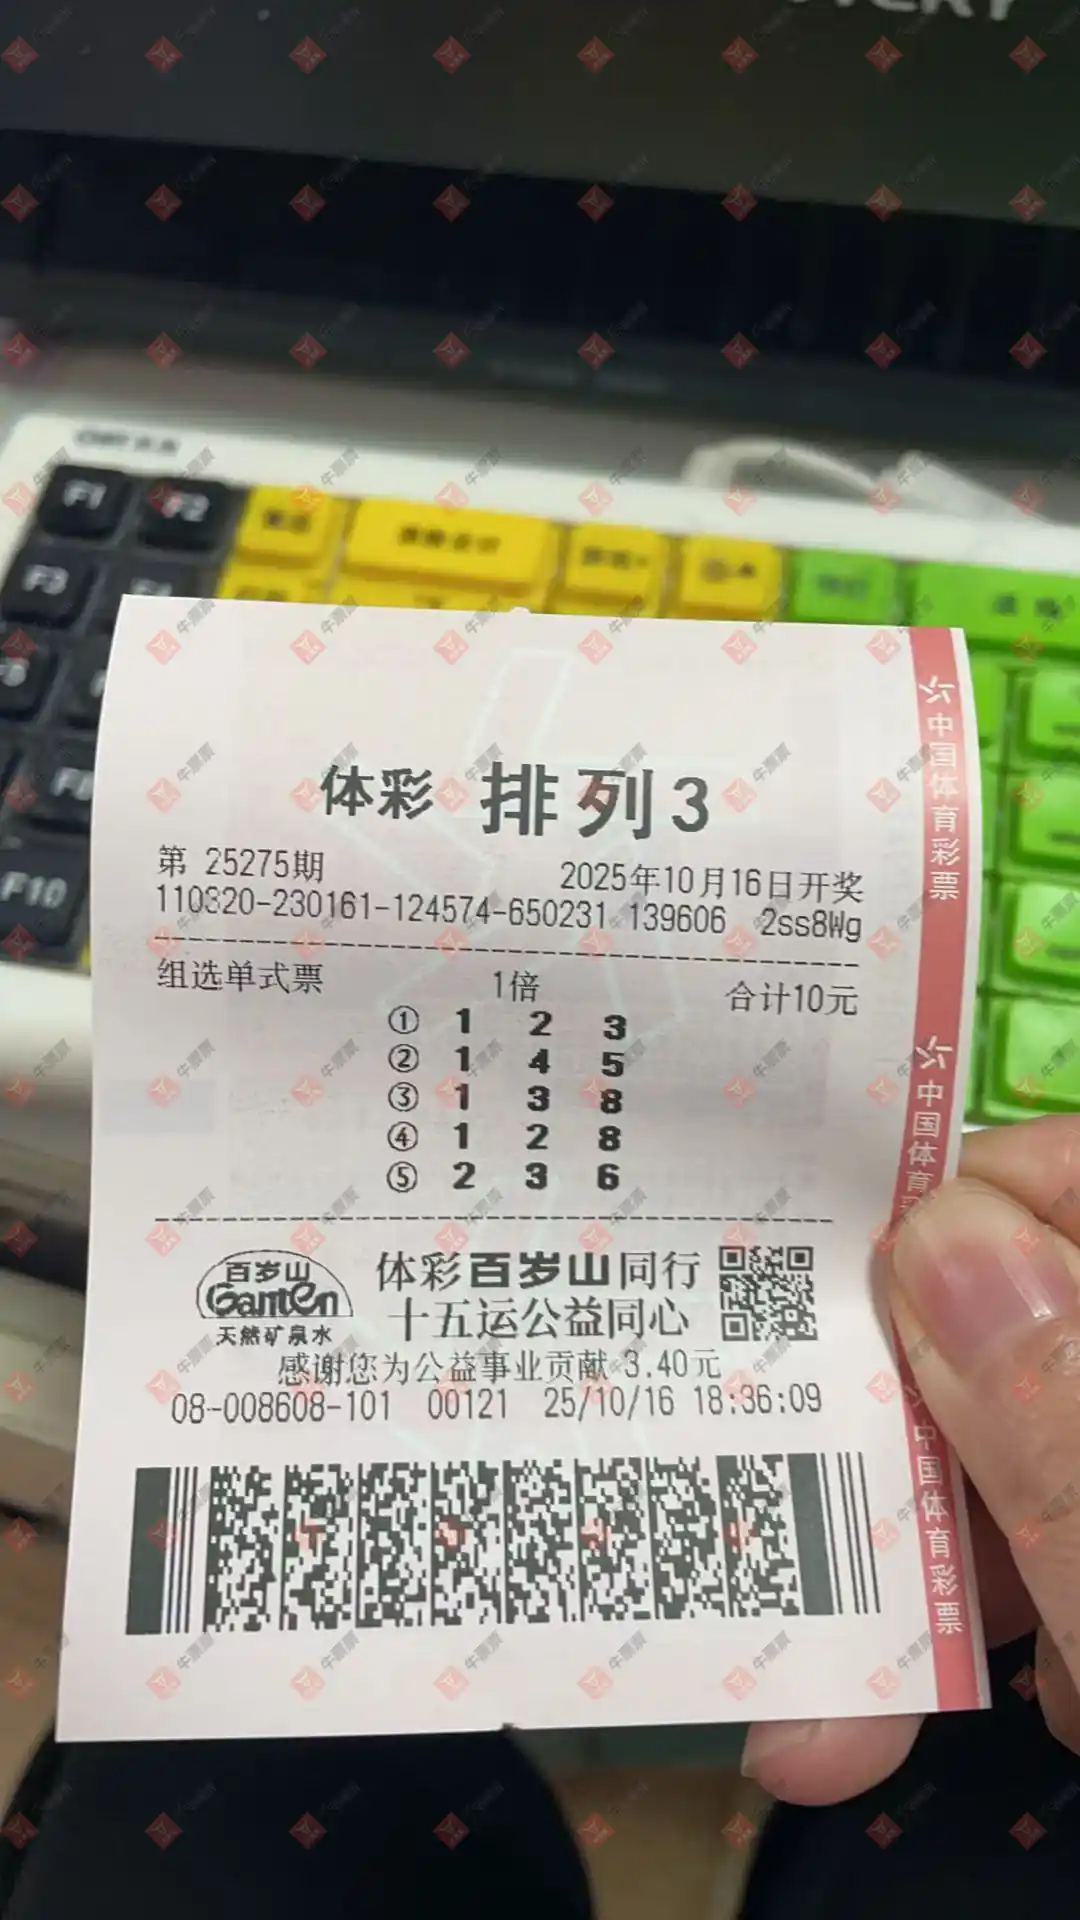 F1
F2
F3
F10
体彩 排列3
第 25275期 2025年10月16日开奖
110320-230161-124574-650231 139606 2ss8Wg
组选单式票 1倍 合计10元
① 1 2 3
② 1 4 5
③ 1 3 8
④ 1 2 8
⑤ 2 3 6
百岁山
Ganten
天然矿泉水
体彩百岁山同行
十五运公益同心
感谢您为公益事业贡献 3.40元
08-008608-101 00121 25/10/16 18:36:09
中国体育彩票
中国体育
中国体育彩票
牛票票